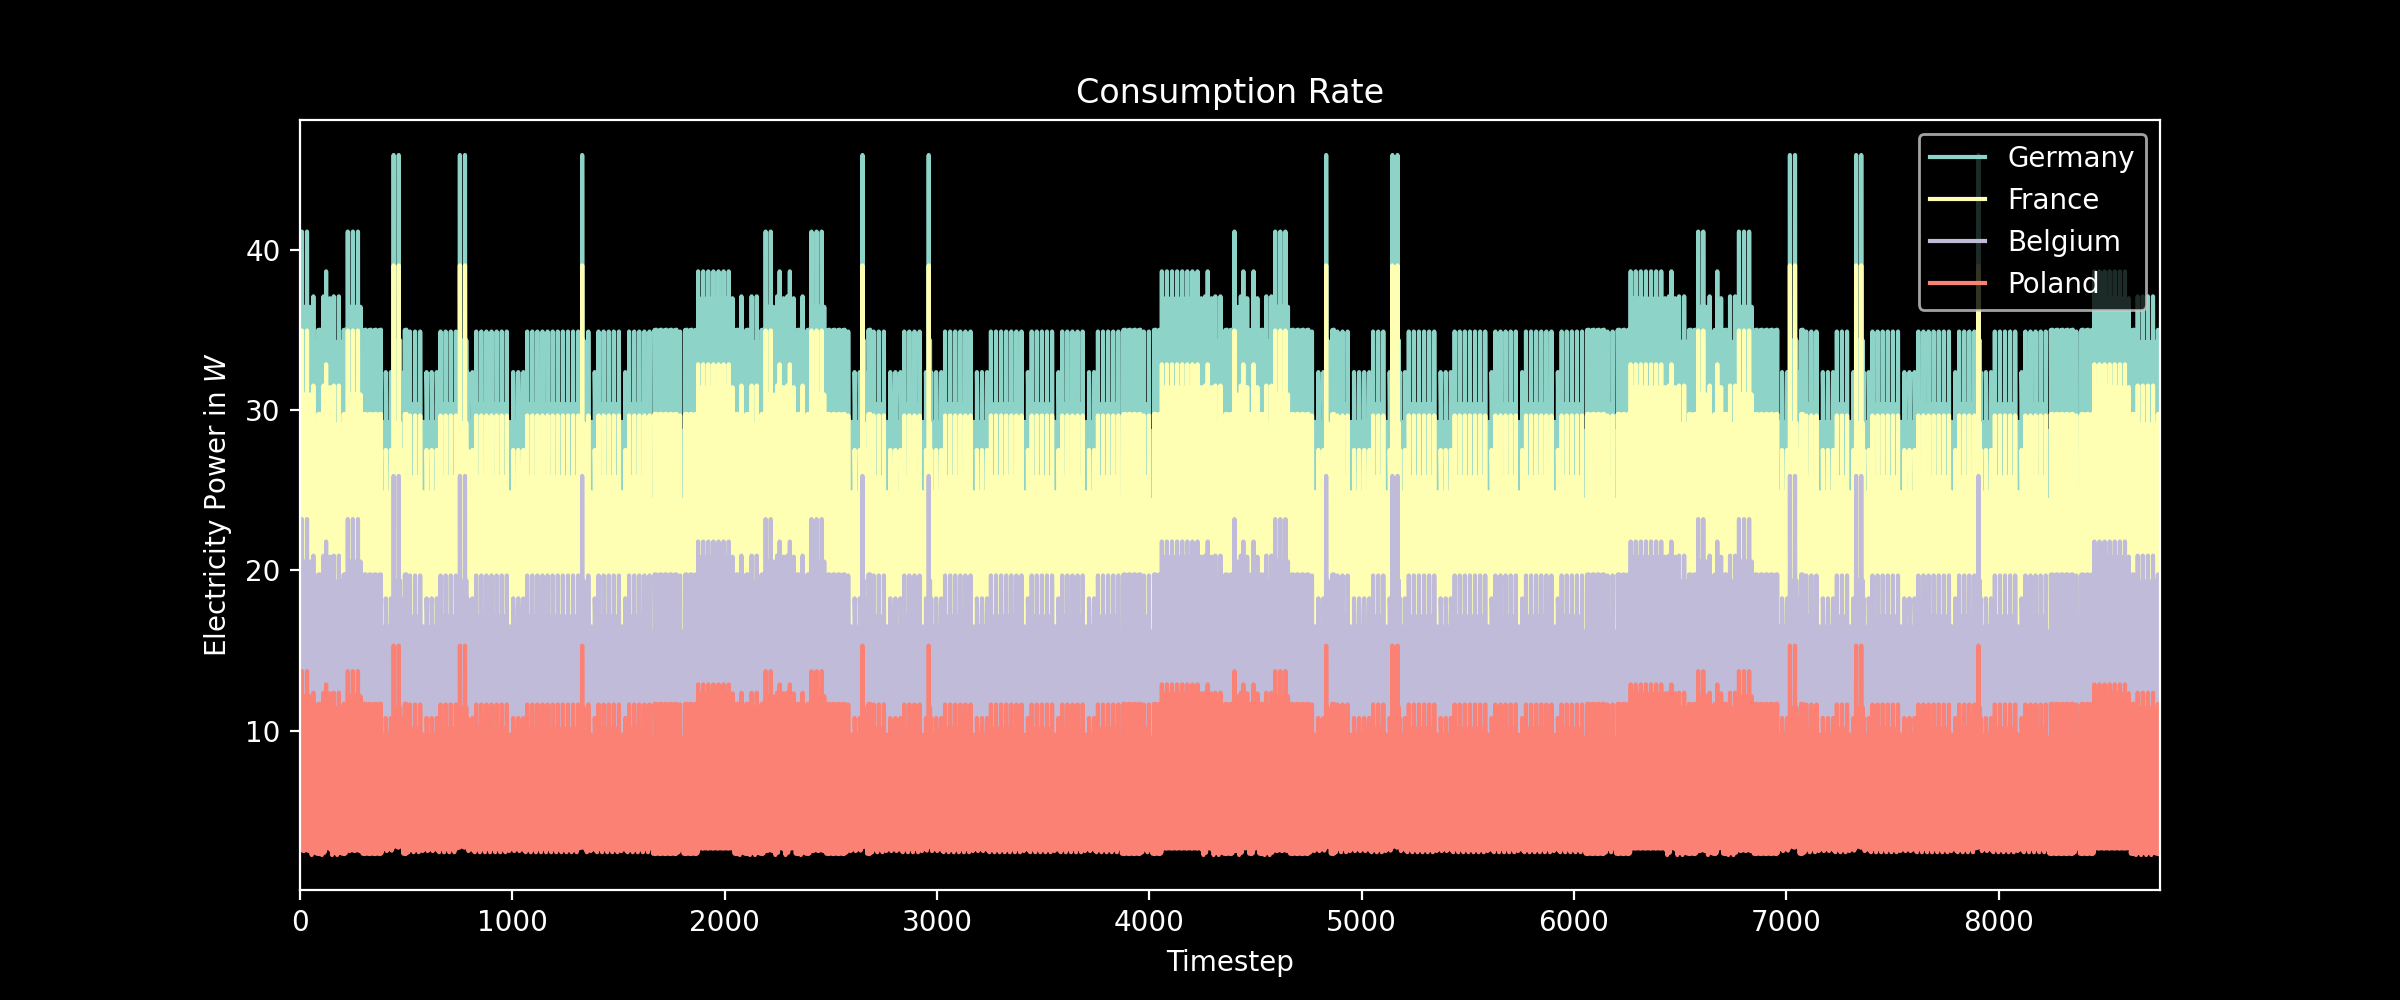 Consumption Rate
Germany
France
Belgium
Poland
40
30
20
10
Electricity Power in W
0 1000 2000 3000 4000 5000 6000 7000 8000
Timestep